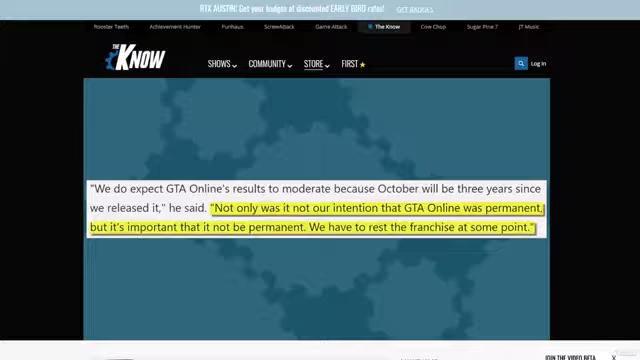 RTX AUSTIN! Get your badges at discounted EARLY BIRD rates! GET BADGES
Rooster Teeth Achievement Hunter Funhaus ScrewAttack Game Attack The Know Cow Chop Sugar Pine 7 JT Music
THE KNOW
SHOWS COMMUNITY STORE FIRST Log In
"We do expect GTA Online's results to moderate because October will be three years since
we released it," he said. "Not only was it not our intention that GTA Online was permanent,
but it's important that it not be permanent. We have to rest the franchise at some point."
JOIN THE VIDEO BETA X